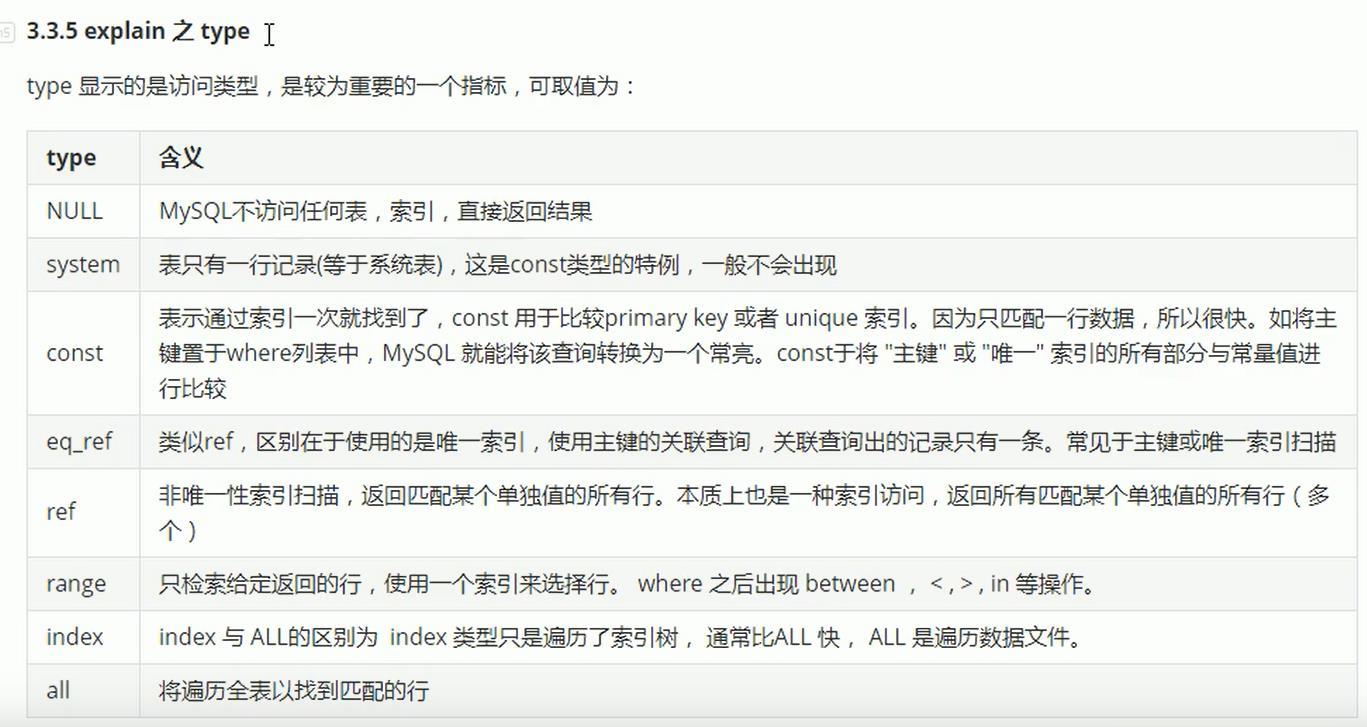 3.3.5 explain 之 type
type 显示的是访问类型，是较为重要的一个指标，可取值为：
type 含义
NULL MySQL不访问任何表，索引，直接返回结果
system 表只有一行记录(等于系统表)，这是const类型的特例，一般不会出现
表示通过索引一次就找到了，const 用于比较primary key 或者 unique 索引。因为只匹配一行数据，所以很快。如将主
const 键置于where列表中，MySQL 就能将该查询转换为一个常亮。const于将 "主键" 或 "唯一" 索引的所有部分与常量值进
行比较
eq_ref 类似ref，区别在于使用的是唯一索引，使用主键的关联查询，关联查询出的记录只有一条。常见于主键或唯一索引扫描
ref 非唯一性索引扫描，返回匹配某个单独值的所有行。本质上也是一种索引访问，返回所有匹配某个单独值的所有行（多
个）
range 只检索给定返回的行，使用一个索引来选择行。 where 之后出现 between ， < , > , in 等操作。
index index 与 ALL的区别为 index 类型只是遍历了索引树， 通常比ALL 快， ALL 是遍历数据文件。
all 将遍历全表以找到匹配的行